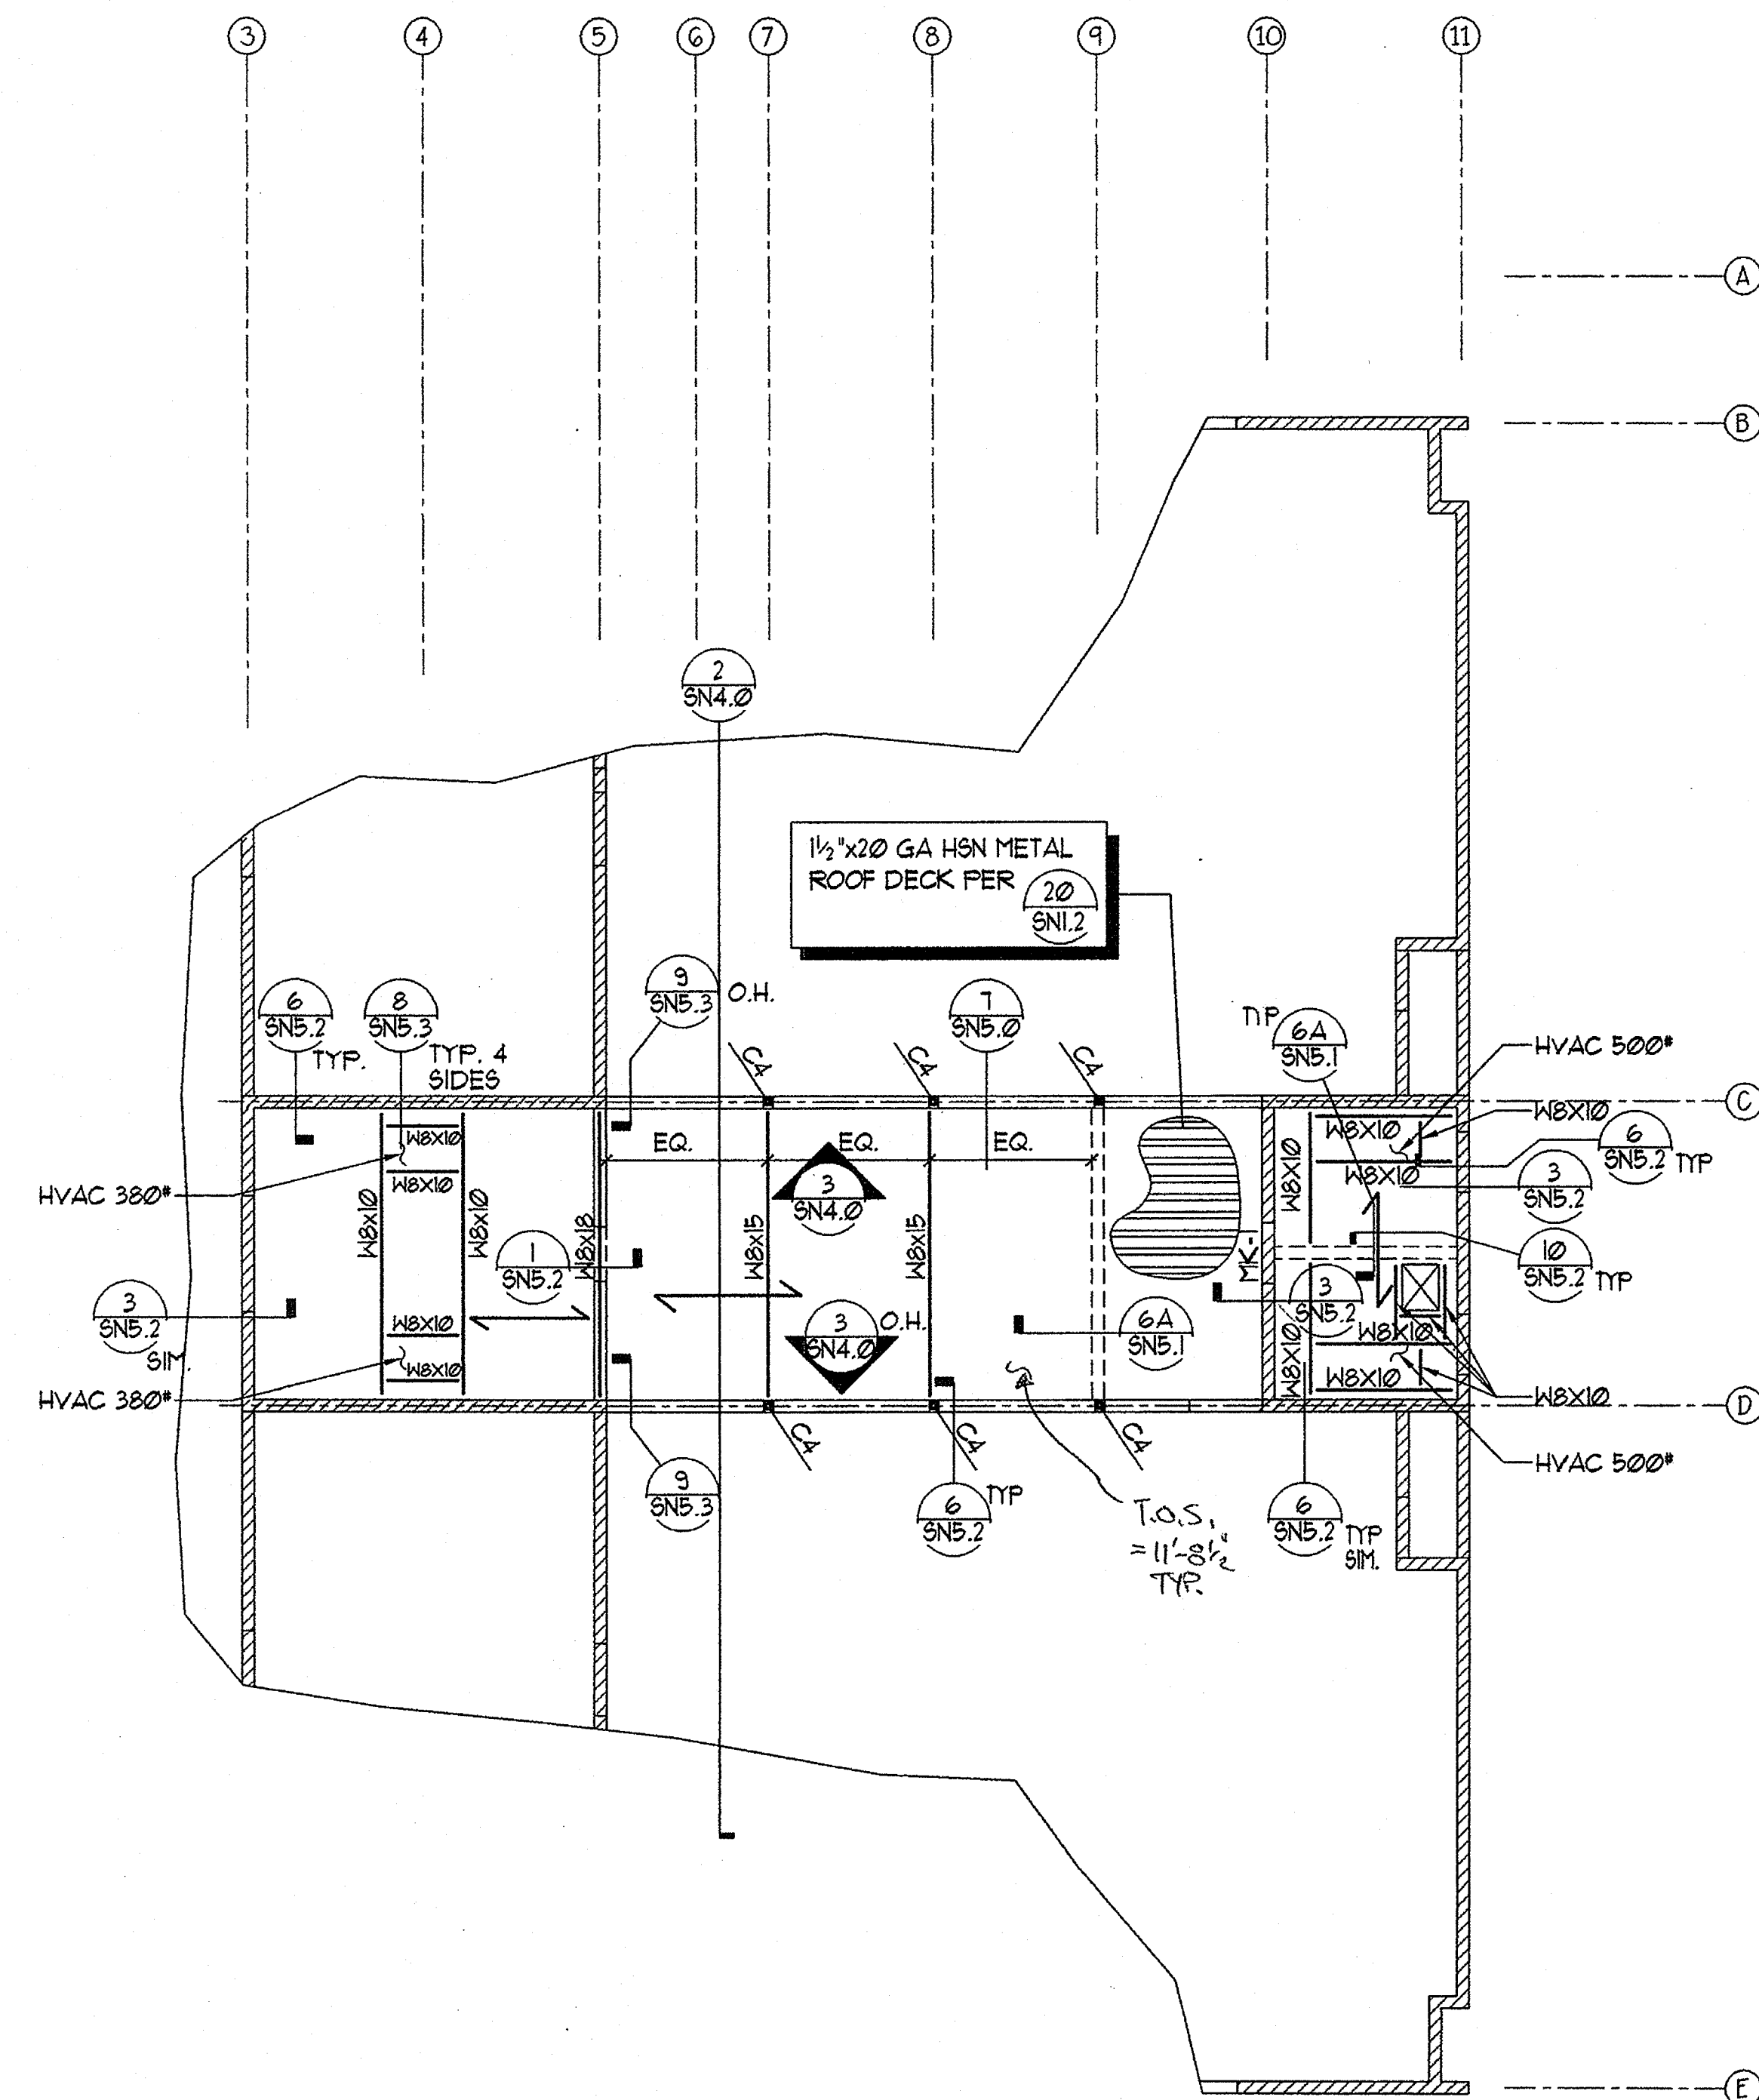 3 4 5 6 7 8 9 10 11
A
B
2
SN4.0
1½"x20 GA HSN METAL
ROOF DECK PER
20
SN1.2
6
SN5.2
TYP.
8
SN5.3
TYP. 4
SIDES
9
SN5.3
O.H.
7
SN5.0
TYP
6A
SN5.1
HVAC 500#
C4
C4
C4
C
W8X10
W8X10
W8X10
W8X10
6
SN5.2
TYP
EQ.
EQ.
EQ.
3
SN5.2
HVAC 380#
W8X10
W8x10
W8x10
W8x18
W8x15
W8x15
W8X10
3
SN4.0
1
SN5.2
MK-1
10
SN5.2
TYP
3
SN5.2
SIM.
W8X10
W8X10
HVAC 380#
3
SN4.0
O.H.
6A
SN5.1
3
SN5.2
W8X10
W8X10
W8X10
W8X10
D
C4
C4
C4
HVAC 500#
9
SN5.3
6
SN5.2
TYP
T.O.S.
= 11'-8½"
TYP.
6
SN5.2
TYP
SIM.
E